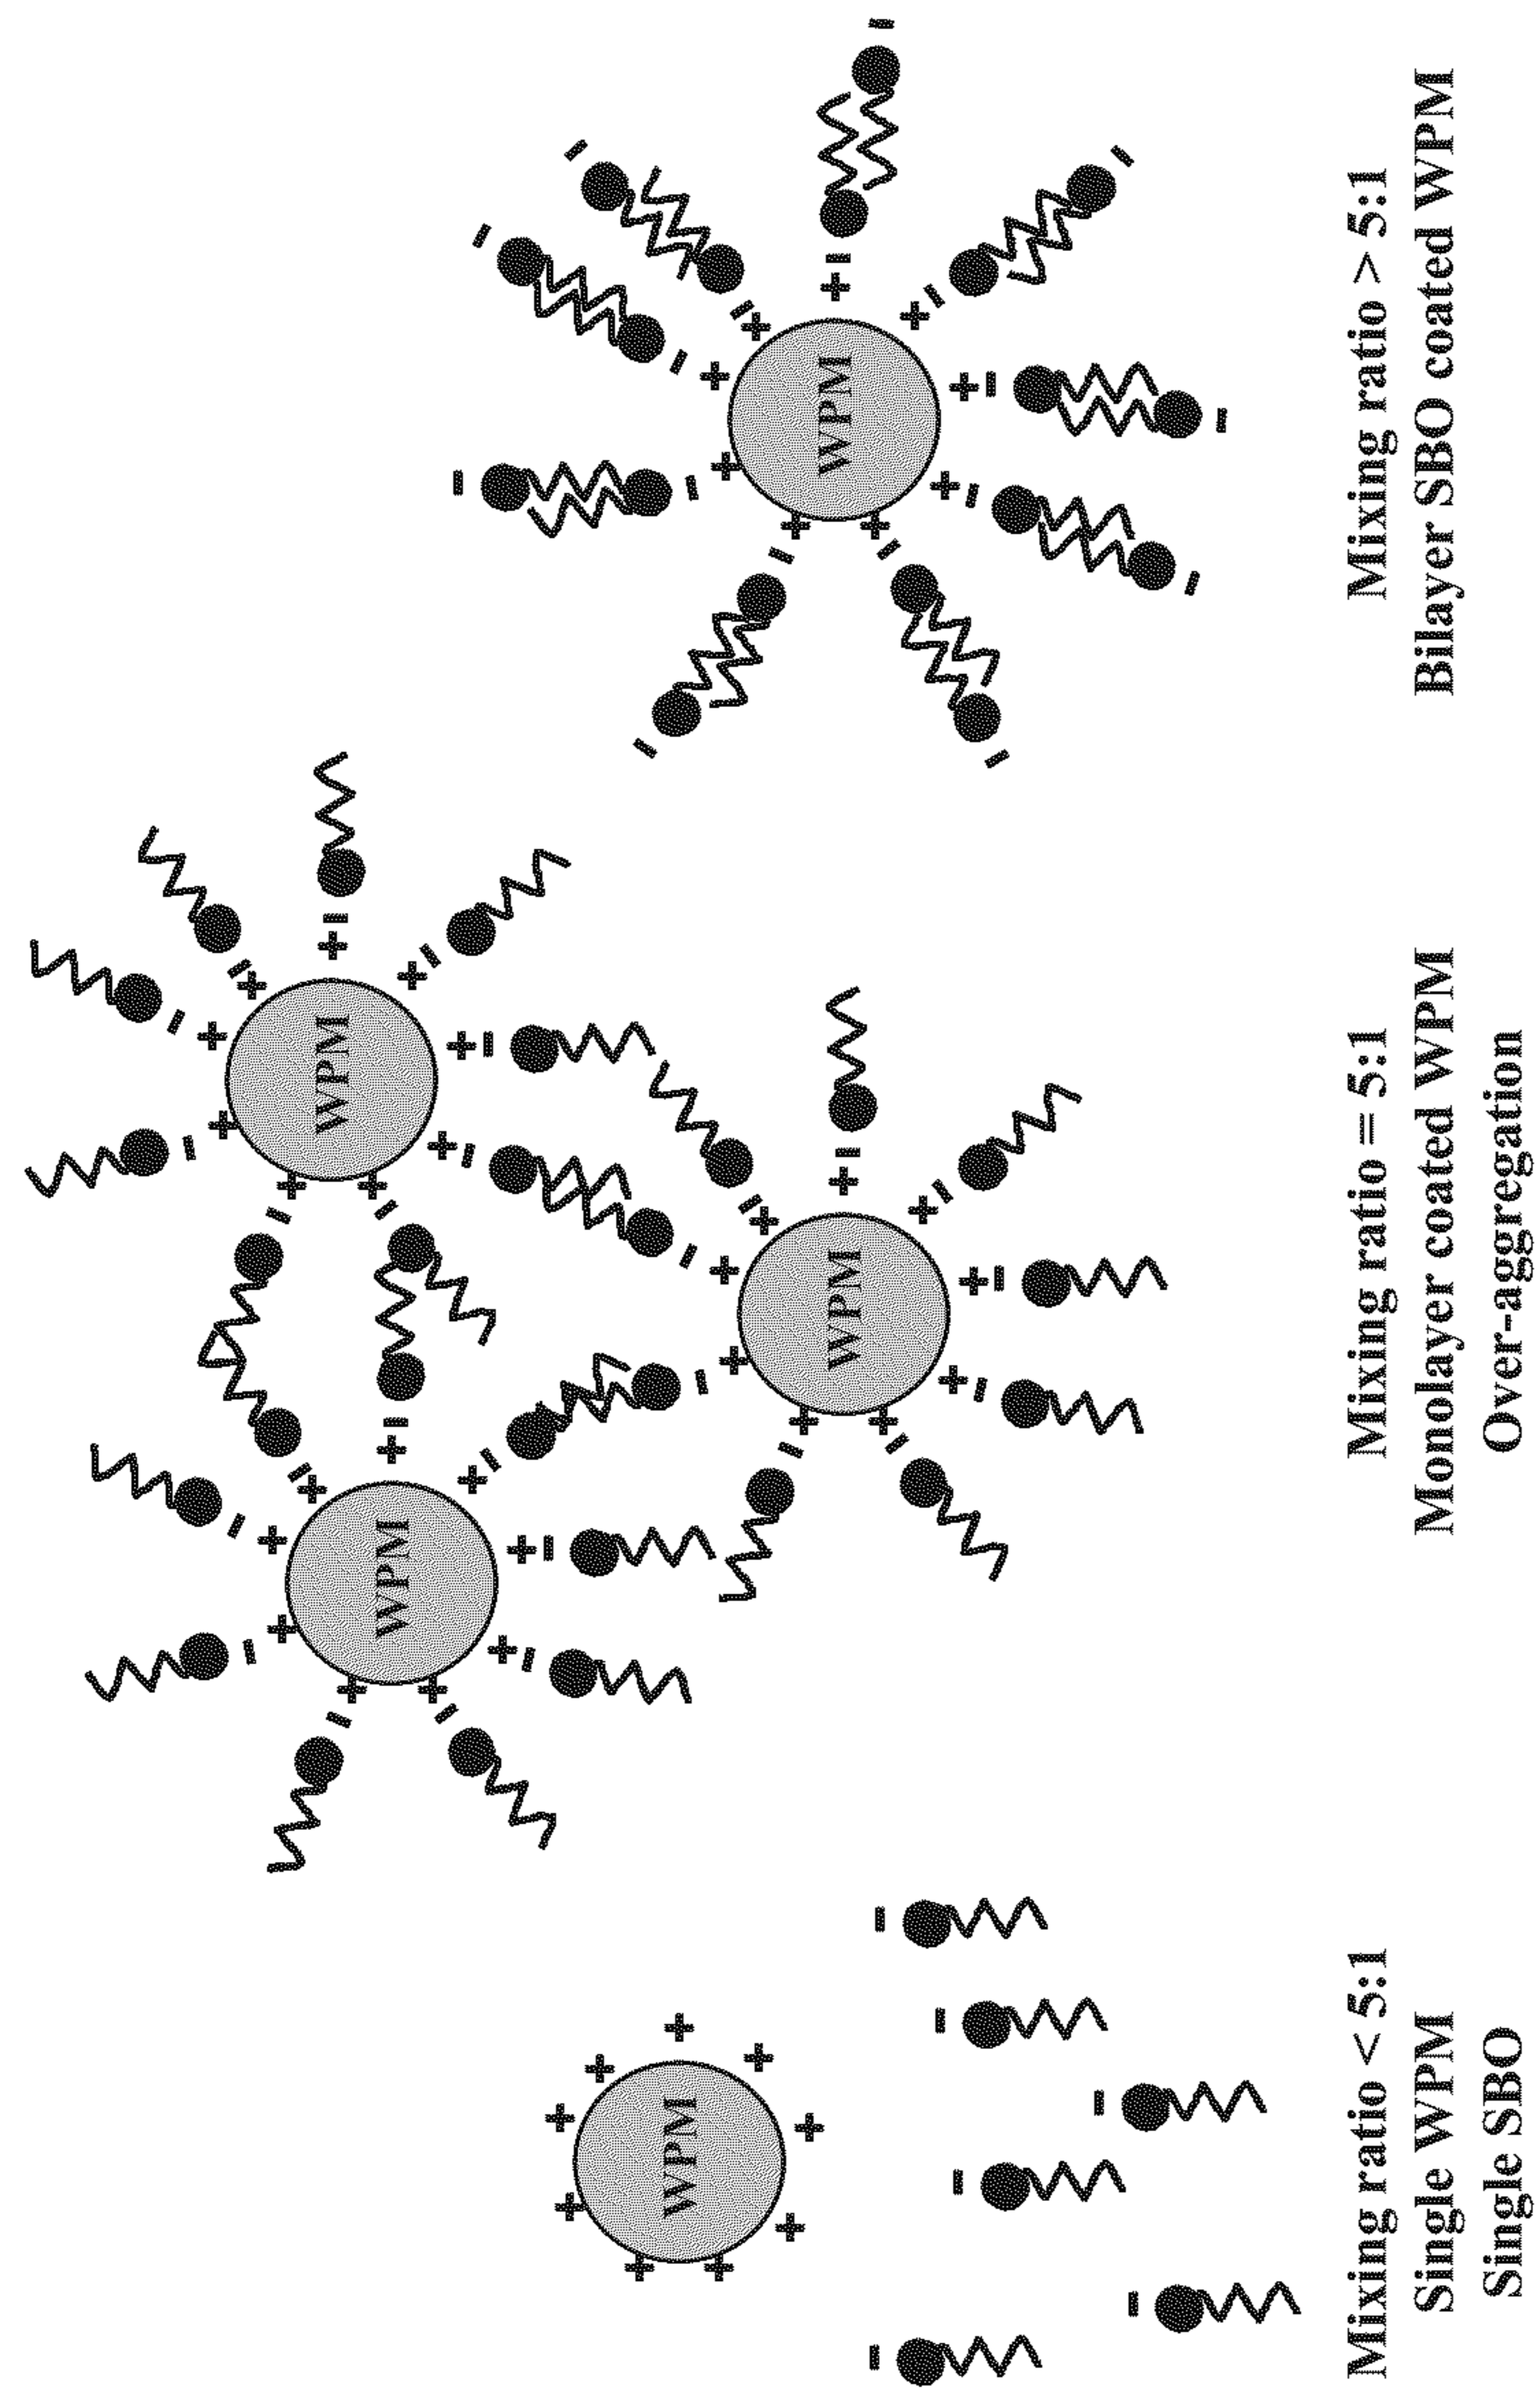 WPM
Mixing ratio < 5:1
Single WPM
Single SBO
WPM
WPM
WPM
Mixing ratio = 5:1
Monolayer coated WPM
Over-aggregation
WPM
Mixing ratio > 5:1
Bilayer SBO coated WPM